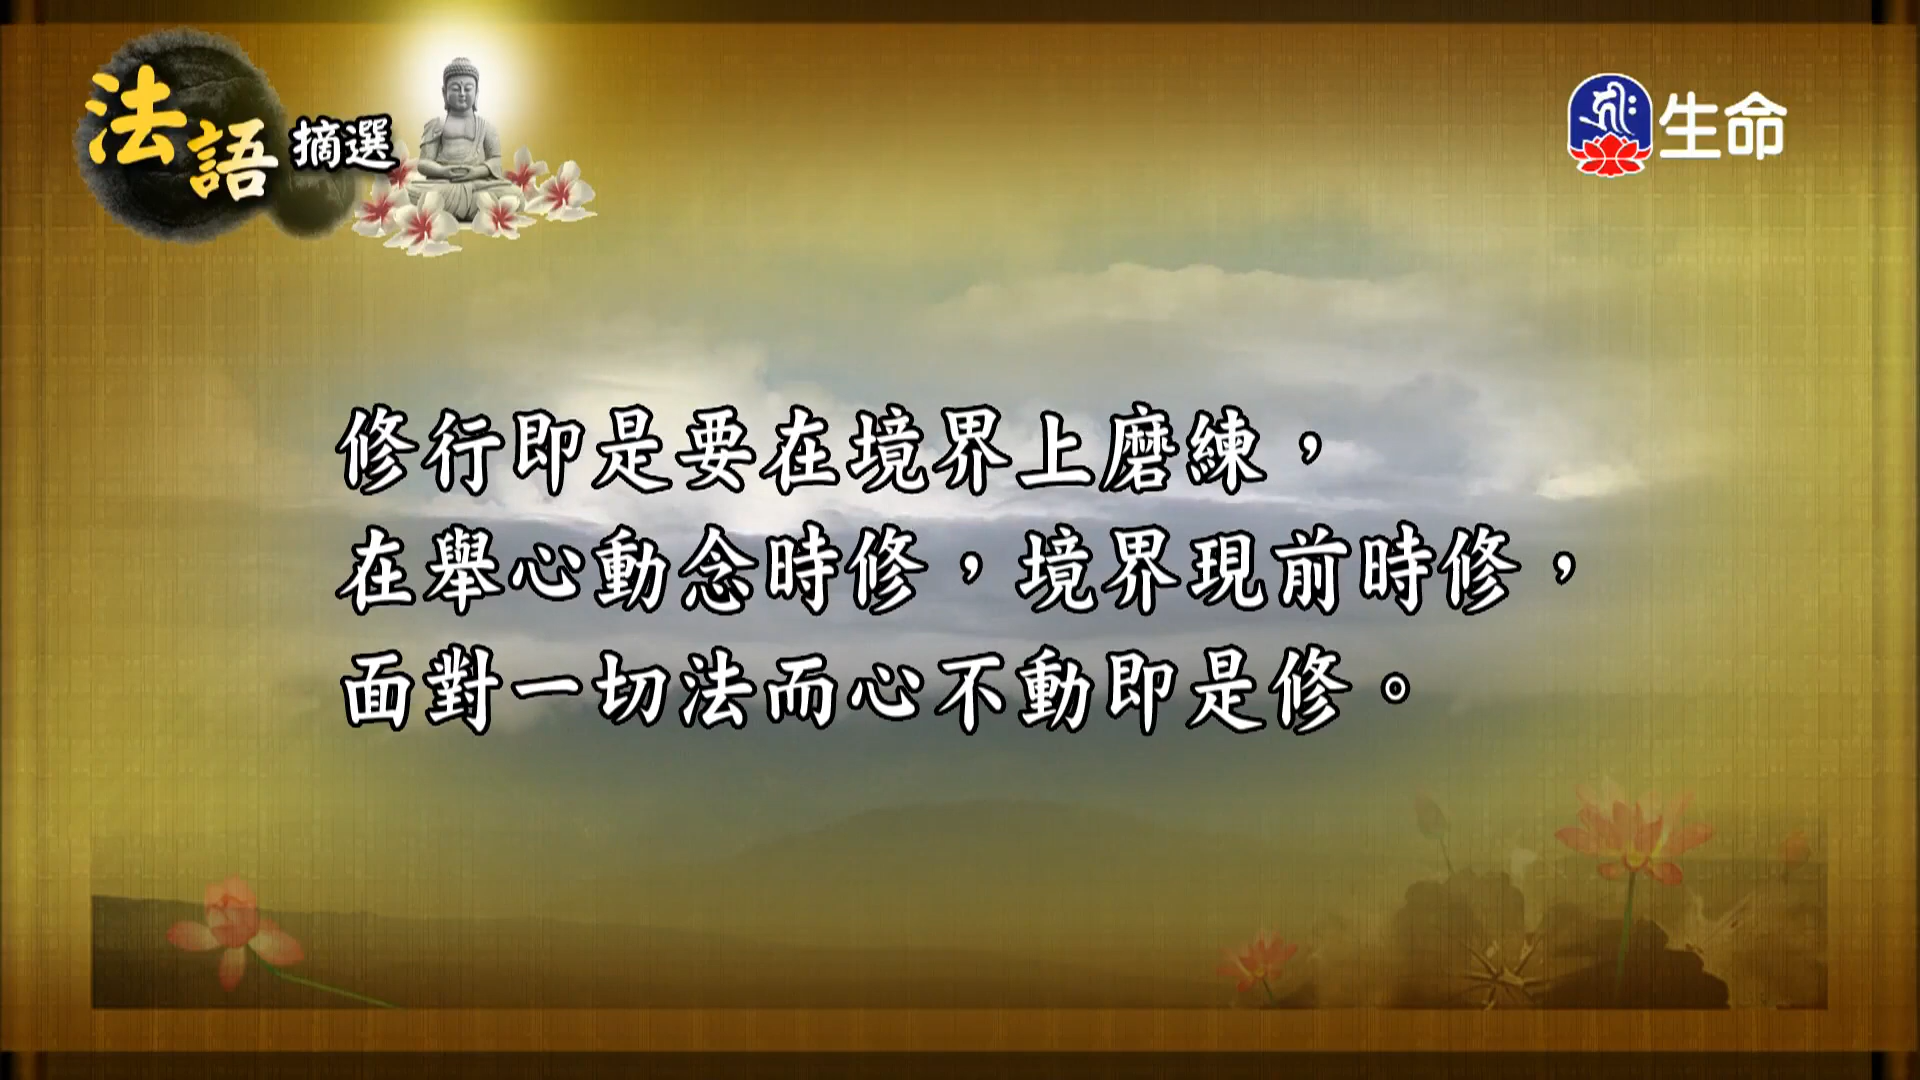 法語摘選
生命
修行即是要在境界上磨練，
在舉心動念時修，境界現前時修，
面對一切法而心不動即是修。